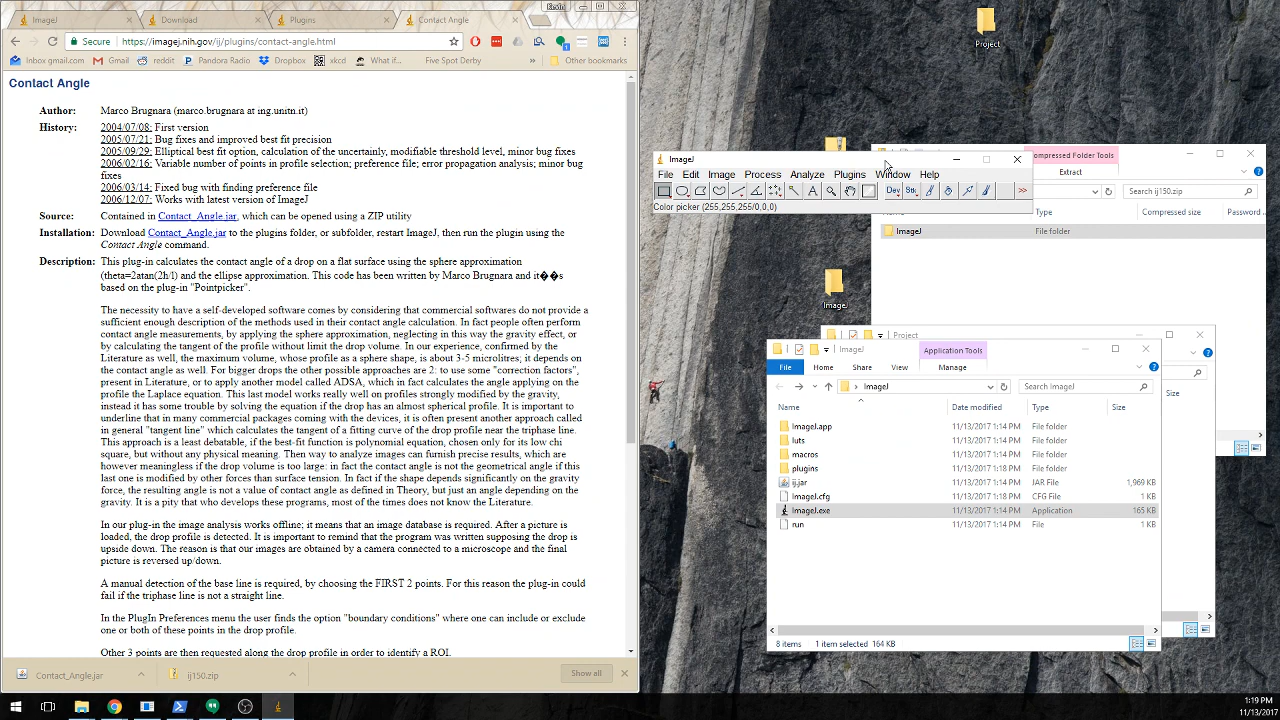 ImageJ
Download
Plugins
Contact Angle
Kevin
Secure
https://imagej.nih.gov/ij/plugins/contact-angle.html
Inbox gmail.com
Gmail
reddit
Pandora Radio
Dropbox
xkcd
What if...
Five Spot Derby
»
Other bookmarks
Contact Angle
Author: Marco Brugnara (marco.brugnara at ing.unitn.it)
History: 2004/07/08: First version
2005/07/21: Bug fixes and improved best fit precision
2005/09/29: Elliptical best fit option, calculation of the uncertainty, modifiable threshold level, minor bug fixes
2006/02/16: Variable number of points in profile selection; preference file; error propagation analysis; minor bug
fixes
2006/03/14: Fixed bug with finding preference file
2006/12/07: Works with latest version of ImageJ
Source: Contained in Contact_Angle.jar, which can be opened using a ZIP utility
Installation: Download Contact_Angle.jar to the plugins folder, or subfolder, restart ImageJ, then run the plugin using the
Contact Angle command.
Description: This plug-in calculates the contact angle of a drop on a flat surface using the sphere approximation
(theta=2atan(2h/l) and the ellipse approximation. This code has been written by Marco Brugnara and it��s
based on the plug-in "Pointpicker".
The necessity to have a self-developed software comes by considering that commercial softwares do not provide a
sufficient enough description of the methods used in their contact angle calculation. In fact people often perform
contact angle measurements, by applying the sphere approximation, neglecting in this way the gravity effect, or
by calculating the tangent of the profile without limit the drop volume. In our experience, confirmed by the
Literature as well, the maximum volume, whose profile as a sphere shape, is about 3-5 microlitres; it depends on
the contact angle as well. For bigger drops the other possible approaches are 2: to use some "correction factors",
present in Literature, or to apply another model called ADSA, which in fact calculates the angle applying on the
profile the Laplace equation. This last model works really well on profiles strongly modified by the gravity,
instead it has some trouble by solving the equation if the drop has an almost spherical profile. It is important to
underline that in many commercial packages coming with the devices, it is often present another approach called
in general "tangent line" which calculates the tangent of a fitting curve of the drop profile near the triphase line.
This approach is a least debatable, if the best-fit function is polynomial equation, chosen only for its low chi
square, but without any physical meaning. Then way to analyze images can furnish precise results, which are
however meaningless if the drop volume is too large: in fact the contact angle is not the geometrical angle if this
last one is modified by other forces than surface tension. In fact if the shape depends significantly on the gravity
force, the resulting angle is not a value of contact angle as defined in Theory, but just an angle depending on the
gravity. It is a pity that who develops these programs, most of the times does not know the Literature.
In our plug-in the image analysis works offline; it means that an image database is required. After a picture is
loaded, the drop profile is detected. It is important to remind that the program was written supposing the drop is
upside down. The reason is that our images are obtained by a camera connected to a microscope and the final
picture is reversed up/down.
A manual detection of the base line is required, by choosing the FIRST 2 points. For this reason the plug-in could
fail if the triphase line is not a straight line.
In the PlugIn Preferences menu the user finds the option "boundary conditions" where one can include or exclude
one or both of these points in the drop profile.
Other 3 points are then requested along the drop profile in order to identify a ROI.
Contact_Angle.jar
ij150.zip
Show all
Project
ImageJ
ImageJ
File Edit Image Process Analyze Plugins Window Help
Dev
Stk
>>
Color picker (255,255,255/0,0,0)
Compressed Folder Tools
Extract
Search ij150.zip
Type
Compressed size
Password ...
ImageJ
File folder
Project
Size
ImageJ
Application Tools
File Home Share View Manage
ImageJ
Search ImageJ
Name Date modified Type Size
ImageJ.app 11/13/2017 1:14 PM File folder
luts 11/13/2017 1:14 PM File folder
macros 11/13/2017 1:14 PM File folder
plugins 11/13/2017 1:18 PM File folder
ij.jar 11/13/2017 1:14 PM JAR File 1,969 KB
ImageJ.cfg 11/13/2017 1:18 PM CFG File 1 KB
ImageJ.exe 11/13/2017 1:14 PM Application 165 KB
run 11/13/2017 1:14 PM File 1 KB
8 items 1 item selected 164 KB
1:19 PM
11/13/2017